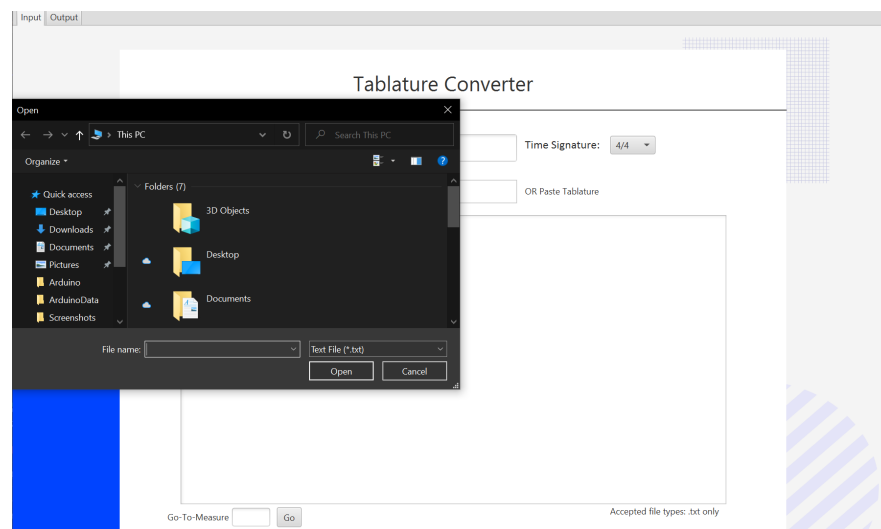 Input Output
Tablature Converter
Open
This PC
Search This PC
Time Signature: 4/4
Organize
?
OR Paste Tablature
Quick access
Desktop
Downloads
Documents
Pictures
Arduino
ArduinoData
Screenshots
Folders (7)
3D Objects
Desktop
Documents
File name:
Text File (*.txt)
Open Cancel
Go-To-Measure Go
Accepted file types: .txt only